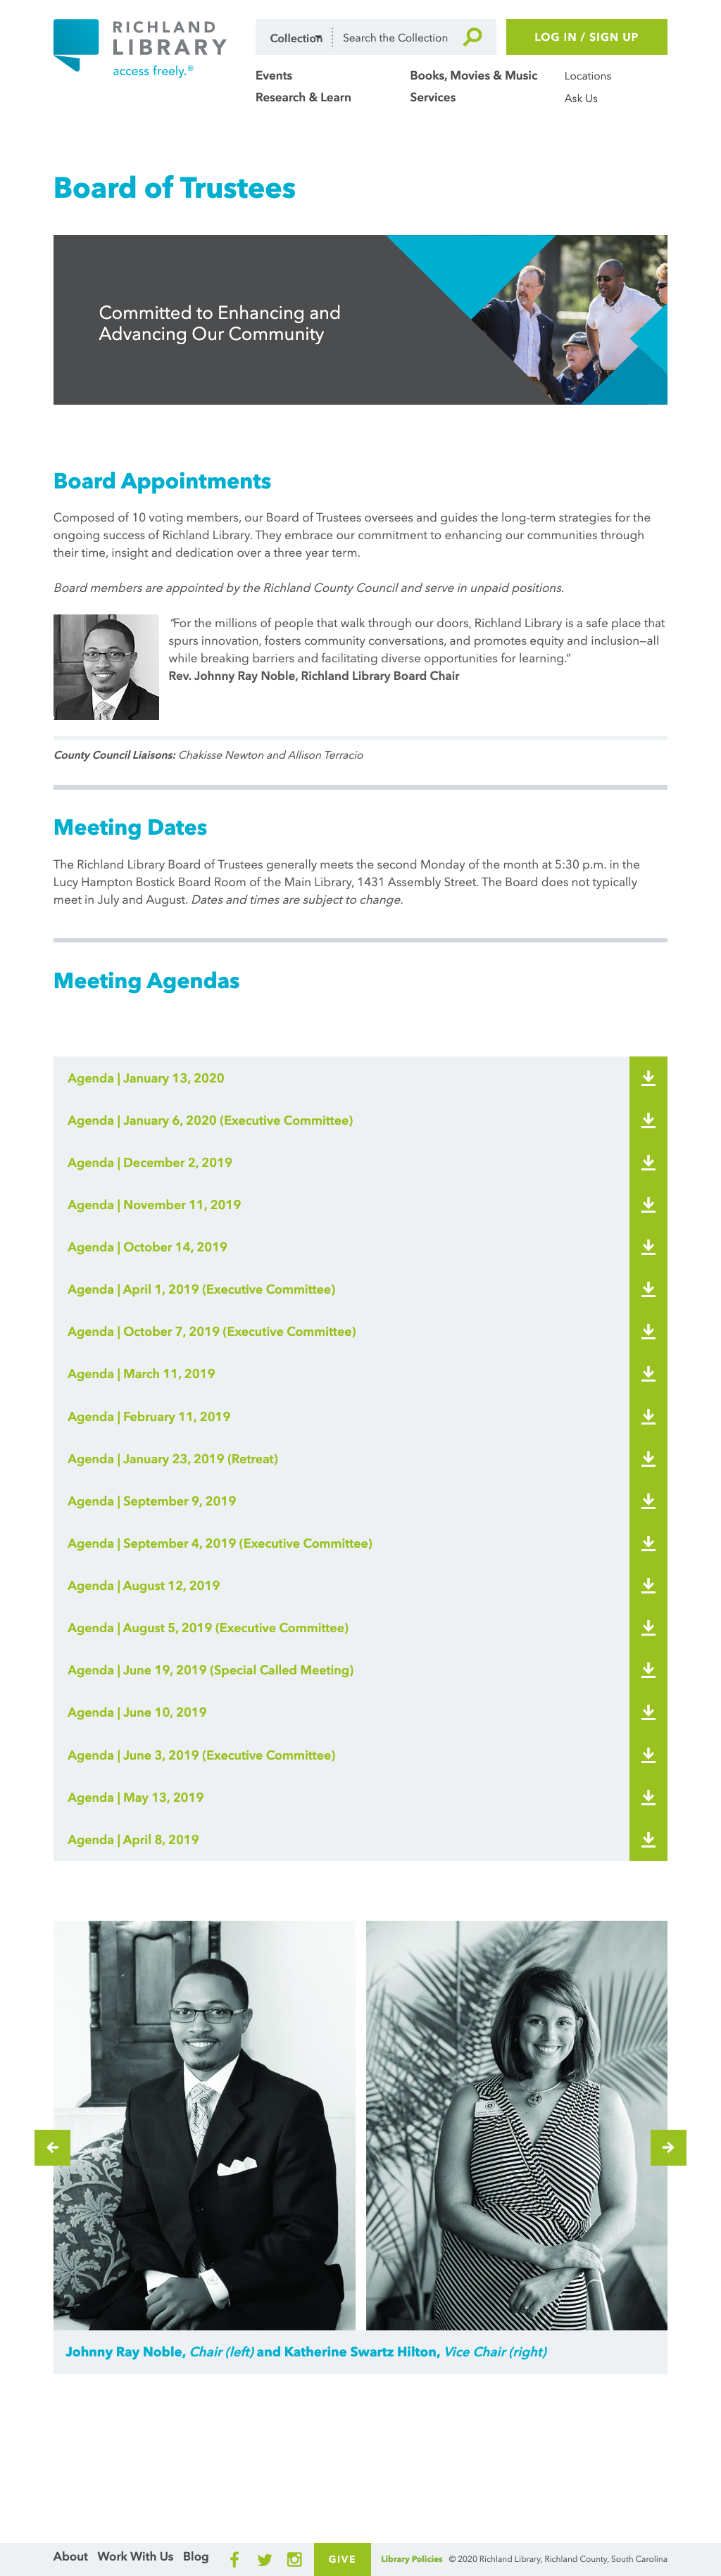 RICHLAND
LIBRARY
access freely.®
Collection
Search the Collection
LOG IN / SIGN UP
Events
Books, Movies & Music
Locations
Research & Learn
Services
Ask Us
Board of Trustees
Committed to Enhancing and
Advancing Our Community
Board Appointments
Composed of 10 voting members, our Board of Trustees oversees and guides the long-term strategies for the
ongoing success of Richland Library. They embrace our commitment to enhancing our communities through
their time, insight and dedication over a three year term.
Board members are appointed by the Richland County Council and serve in unpaid positions.
“For the millions of people that walk through our doors, Richland Library is a safe place that
spurs innovation, fosters community conversations, and promotes equity and inclusion—all
while breaking barriers and facilitating diverse opportunities for learning.”
Rev. Johnny Ray Noble, Richland Library Board Chair
County Council Liaisons: Chakisse Newton and Allison Terracio
Meeting Dates
The Richland Library Board of Trustees generally meets the second Monday of the month at 5:30 p.m. in the
Lucy Hampton Bostick Board Room of the Main Library, 1431 Assembly Street. The Board does not typically
meet in July and August. Dates and times are subject to change.
Meeting Agendas
Agenda | January 13, 2020
Agenda | January 6, 2020 (Executive Committee)
Agenda | December 2, 2019
Agenda | November 11, 2019
Agenda | October 14, 2019
Agenda | April 1, 2019 (Executive Committee)
Agenda | October 7, 2019 (Executive Committee)
Agenda | March 11, 2019
Agenda | February 11, 2019
Agenda | January 23, 2019 (Retreat)
Agenda | September 9, 2019
Agenda | September 4, 2019 (Executive Committee)
Agenda | August 12, 2019
Agenda | August 5, 2019 (Executive Committee)
Agenda | June 19, 2019 (Special Called Meeting)
Agenda | June 10, 2019
Agenda | June 3, 2019 (Executive Committee)
Agenda | May 13, 2019
Agenda | April 8, 2019
Johnny Ray Noble, Chair (left) and Katherine Swartz Hilton, Vice Chair (right)
About
Work With Us
Blog
GIVE
Library Policies
© 2020 Richland Library, Richland County, South Carolina